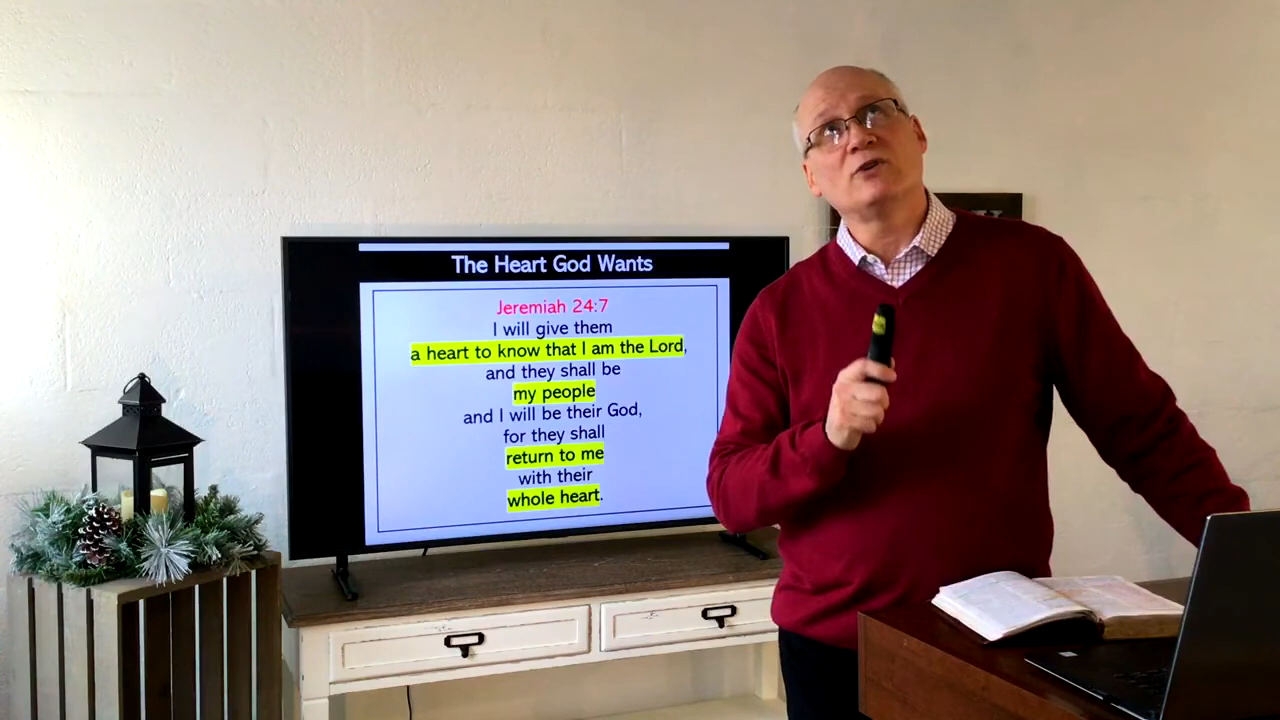 The Heart God Wants
Jeremiah 24:7
I will give them
a heart to know that I am the Lord,
and they shall be
my people
and I will be their God,
for they shall
return to me
with their
whole heart.